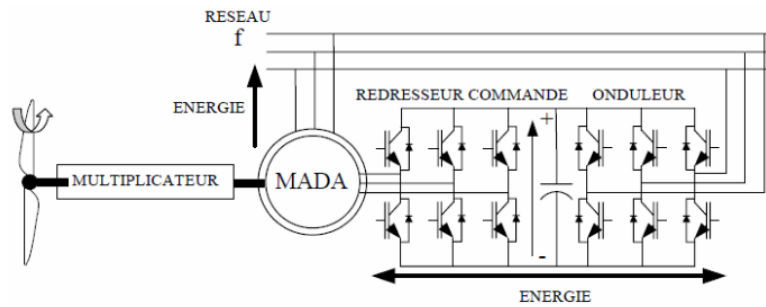 RESEAU
f
ENERGIE
REDRESSEUR COMMANDE
ONDULEUR
+
MULTIPLICATEUR
MADA
-
ENERGIE